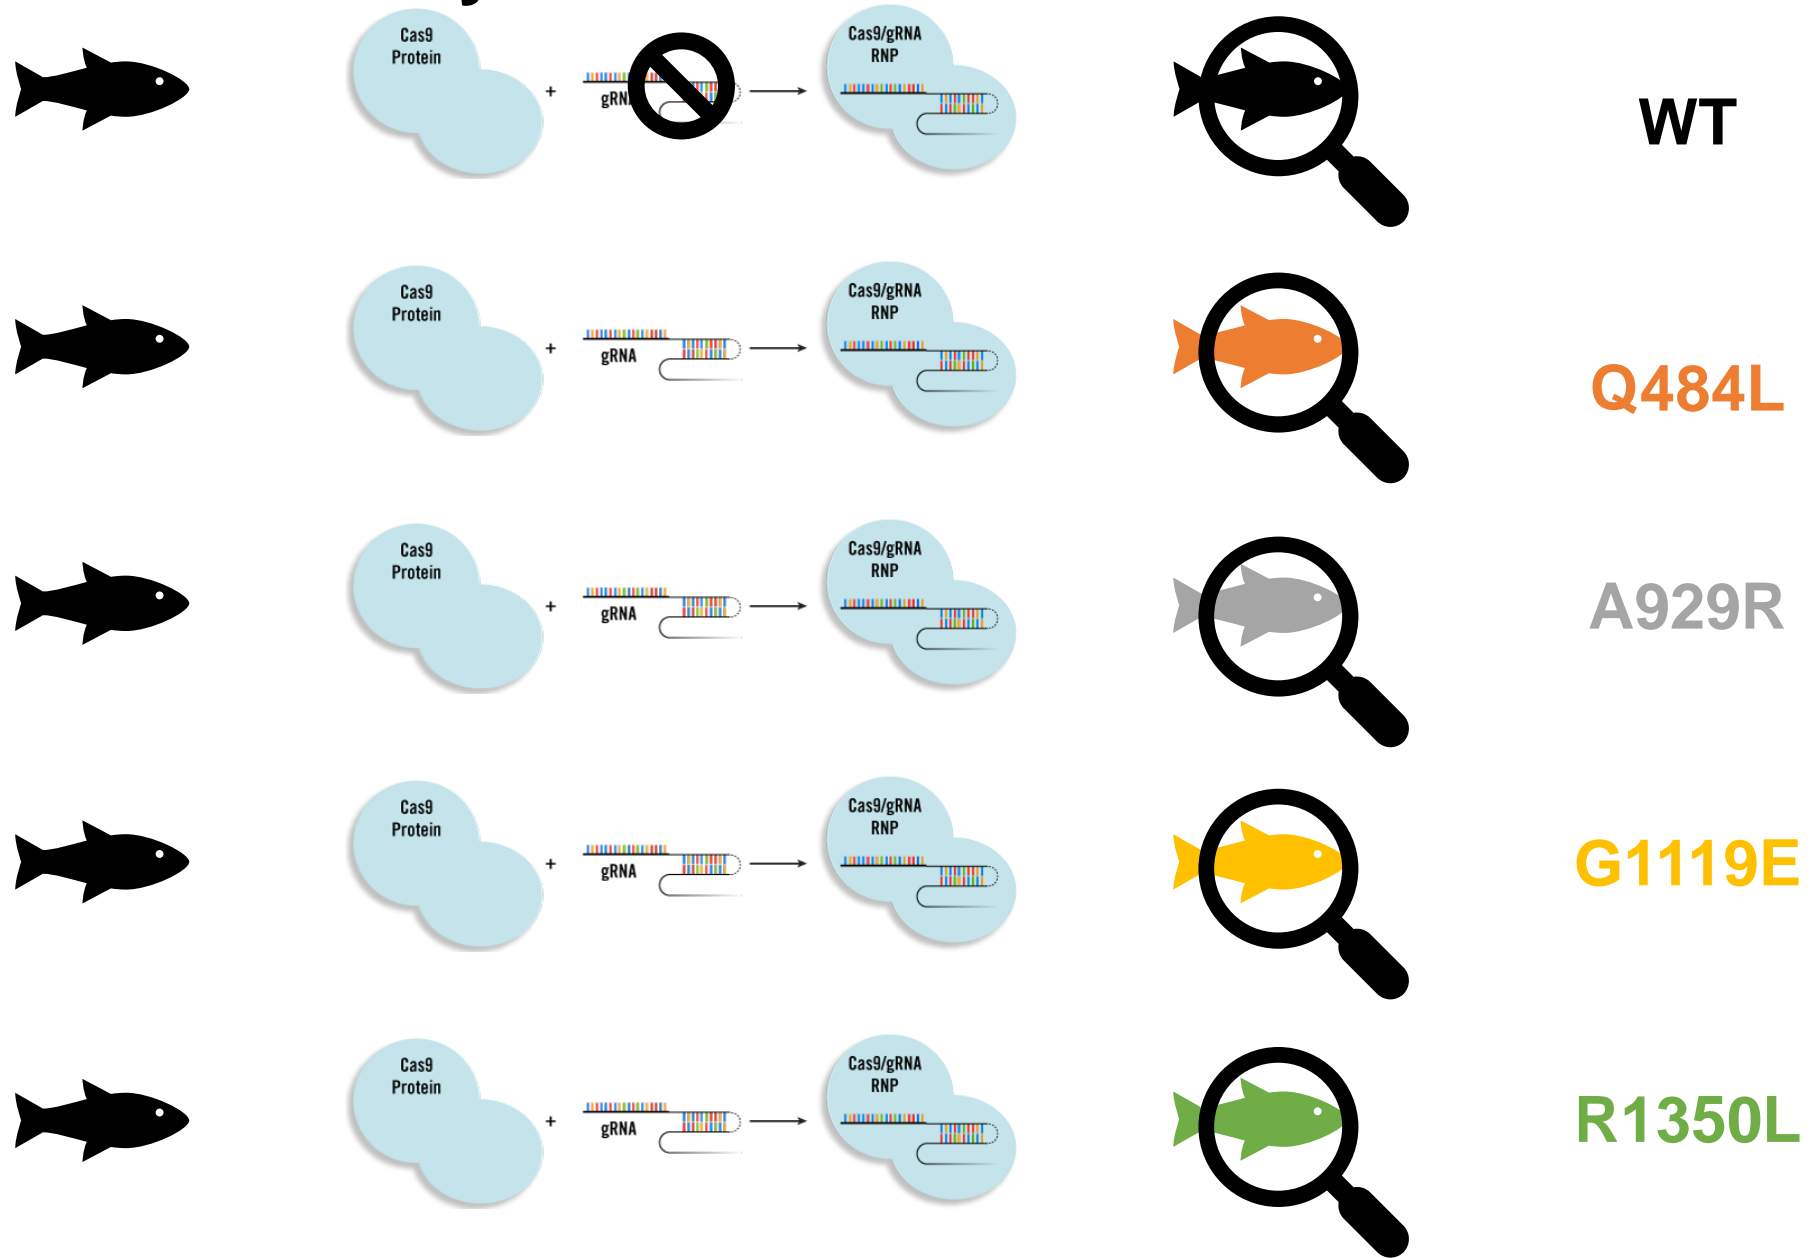 Cas9
Protein
+
gRN
Cas9/gRNA
RNP
WT
Cas9
Protein
+
gRNA
Cas9/gRNA
RNP
Q484L
Cas9
Protein
+
gRNA
Cas9/gRNA
RNP
A929R
Cas9
Protein
+
gRNA
Cas9/gRNA
RNP
G1119E
Cas9
Protein
+
gRNA
Cas9/gRNA
RNP
R1350L